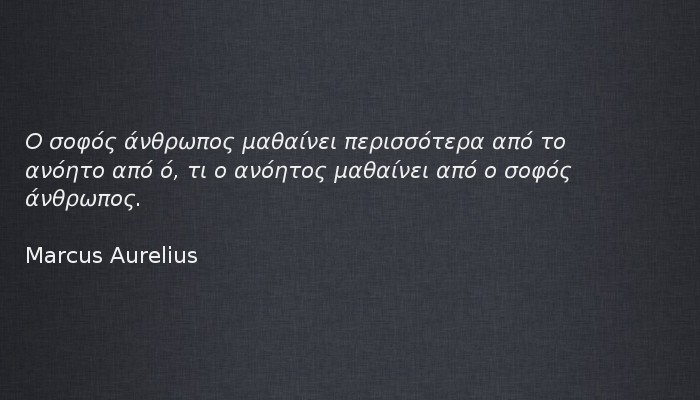 Ο σοφός άνθρωπος μαθαίνει περισσότερα από το
ανόητο από ό, τι ο ανόητος μαθαίνει από ο σοφός
άνθρωπος.
Marcus Aurelius